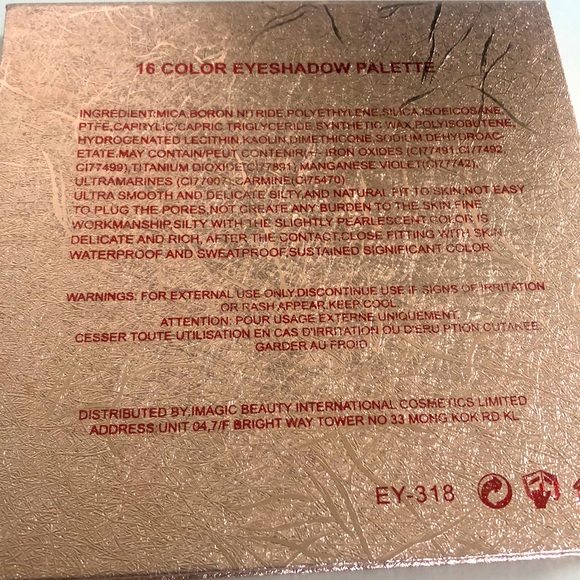 16 COLOR EYESHADOW PALETTE
INGREDIENT:MICA,BORON NITRIDE,POLYETHYLENE,SILICA,ISOEICOSANE,
PTFE,CAPRYLIC/CAPRIC TRIGLYCERIDE,SYNTHETIC WAX,POLYISOBUTENE,
HYDROGENATED LECITHIN,KAOLIN,DIMETHICONE,SODIUM DEHYDROAC-
ETATE.MAY CONTAIN/PEUT CONTENIR(+/-IRON OXIDES (CI77491,CI77492
CI77499),TITANIUM DIOXIDE(CI77891), MANGANESE VIOLET(CI77742),
ULTRAMARINES (CI77007),CARMINE(CI75470)
ULTRA SMOOTH AND DELICATE SILTY,AND NATURAL FIT TO SKIN,NOT EASY
TO PLUG THE PORES,NOT CREATE ANY BURDEN TO THE SKIN.FINE
WORKMANSHIP,SILTY WITH THE SLIGHTLY PEARLESCENT.COLOR IS
DELICATE AND RICH, AFTER THE CONTACT,CLOSE FITTING WITH SKIN,
WATERPROOF AND SWEATPROOF,SUSTAINED SIGNIFICANT COLOR.
WARNINGS: FOR EXTERNAL USE ONLY.DISCONTINUE USE IF SIGNS OF IRRITATION
OR RASH APPEAR,KEEP COOL
ATTENTION: POUR USAGE EXTERNE UNIQUEMENT.
CESSER TOUTE UTILISATION EN CAS D'IRRITATION OU D'ERU PTION CUTANEE.
GARDER AU FROID
DISTRIBUTED BY:IMAGIC BEAUTY INTERNATIONAL COSMETICS LIMITED
ADDRESS:UNIT 04,7/F BRIGHT WAY TOWER NO 33 MONG KOK RD KL.
EY-318